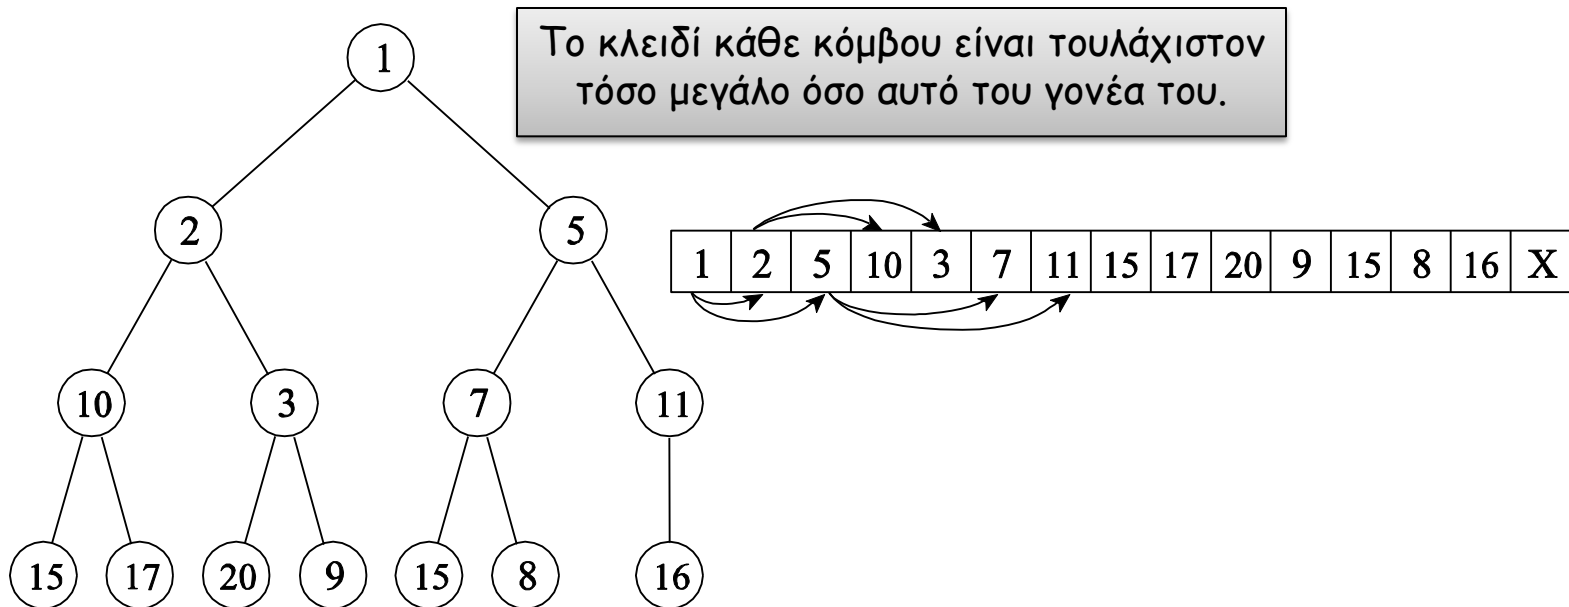 Το κλειδί κάθε κόμβου είναι τουλάχιστον
τόσο μεγάλο όσο αυτό του γονέα του.
1
2 5
1 2 5 10 3 7 11 15 17 20 9 15 8 16 X
10 3 7 11
15 17 20 9 15 8 16